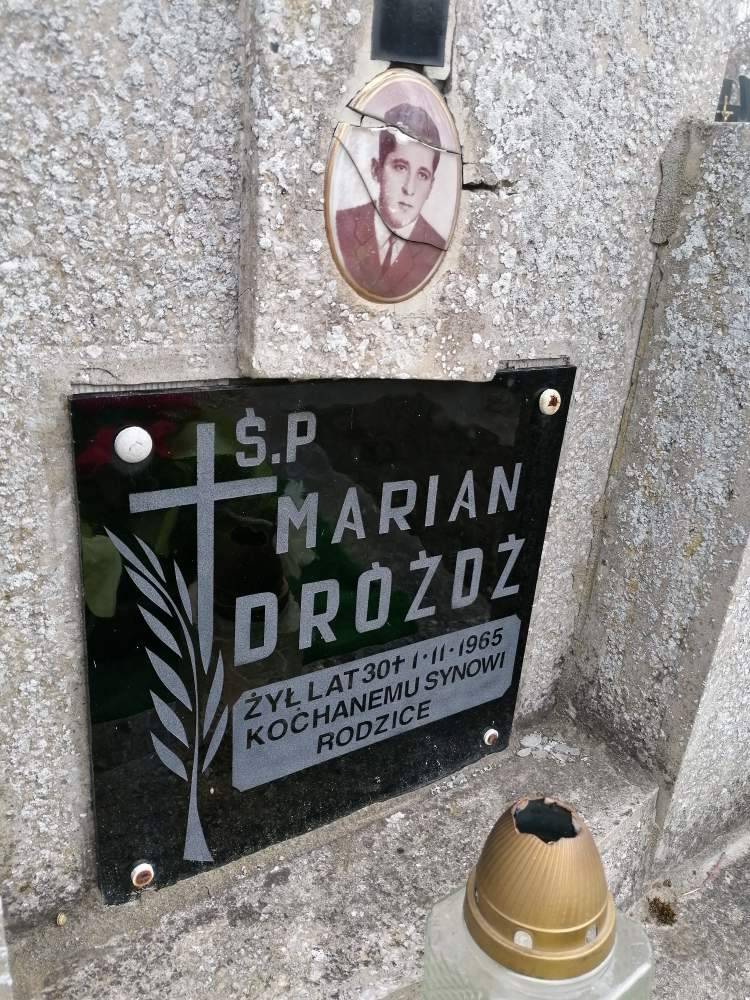 Ś.P
MARIAN
DRÓŻDŻ
ŻYŁ LAT 30 † 1·11·1965
KOCHANEMU SYNOWI
RODZICE